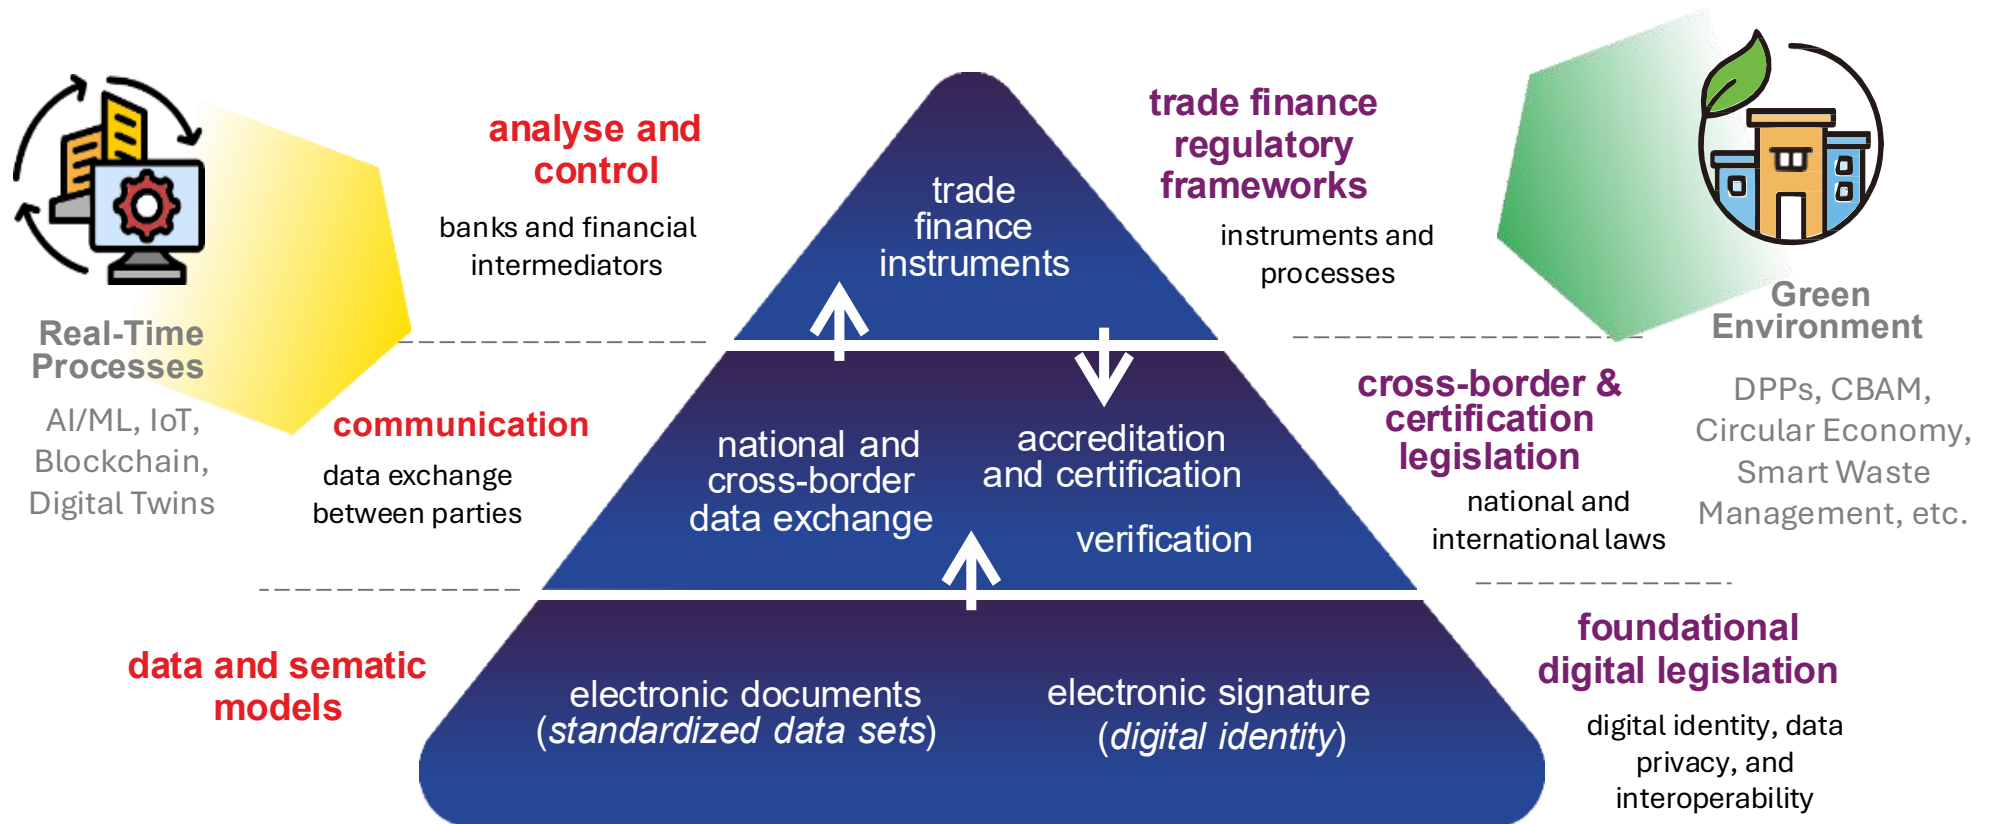 Real-Time
Processes
AI/ML, IoT,
Blockchain,
Digital Twins
analyse and
control
banks and financial
intermediators
communication
data exchange
between parties
data and sematic
models
trade
finance
instruments
national and
cross-border
data exchange
accreditation
and certification
verification
electronic documents
(standardized data sets)
electronic signature
(digital identity)
trade finance
regulatory
frameworks
instruments and
processes
cross-border &
certification
legislation
national and
international laws
foundational
digital legislation
digital identity, data
privacy, and
interoperability
Green
Environment
DPPs, CBAM,
Circular Economy,
Smart Waste
Management, etc.